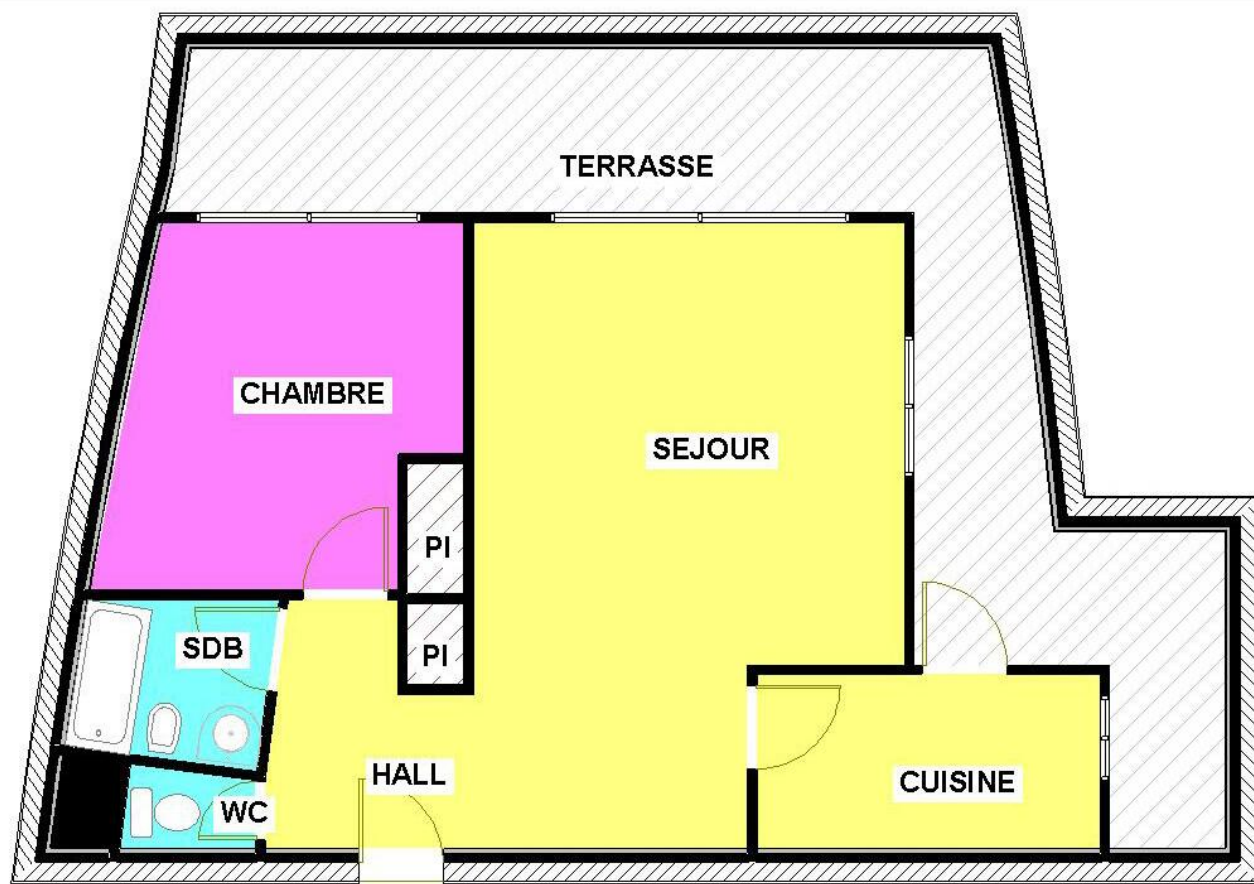 TERRASSE
CHAMBRE
SEJOUR
PI
PI
SDB
HALL
CUISINE
WC